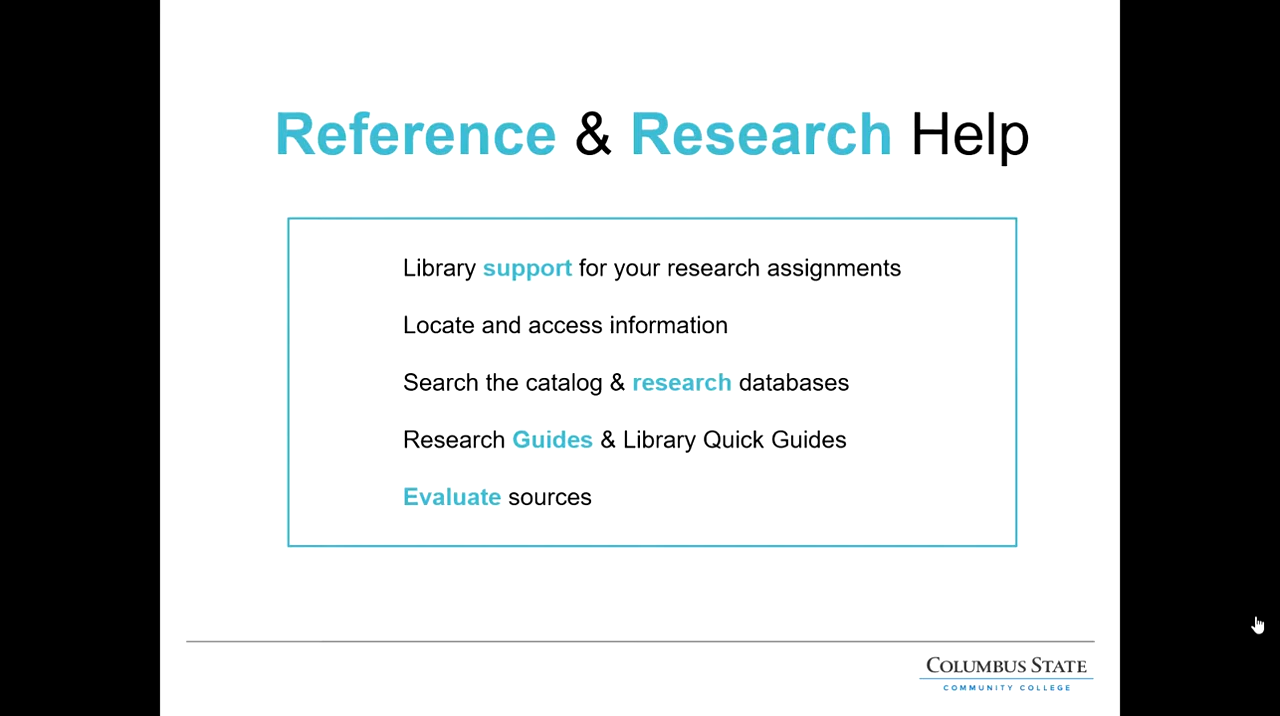 Reference & Research Help
Library support for your research assignments
Locate and access information
Search the catalog & research databases
Research Guides & Library Quick Guides
Evaluate sources
COLUMBUS STATE
COMMUNITY COLLEGE